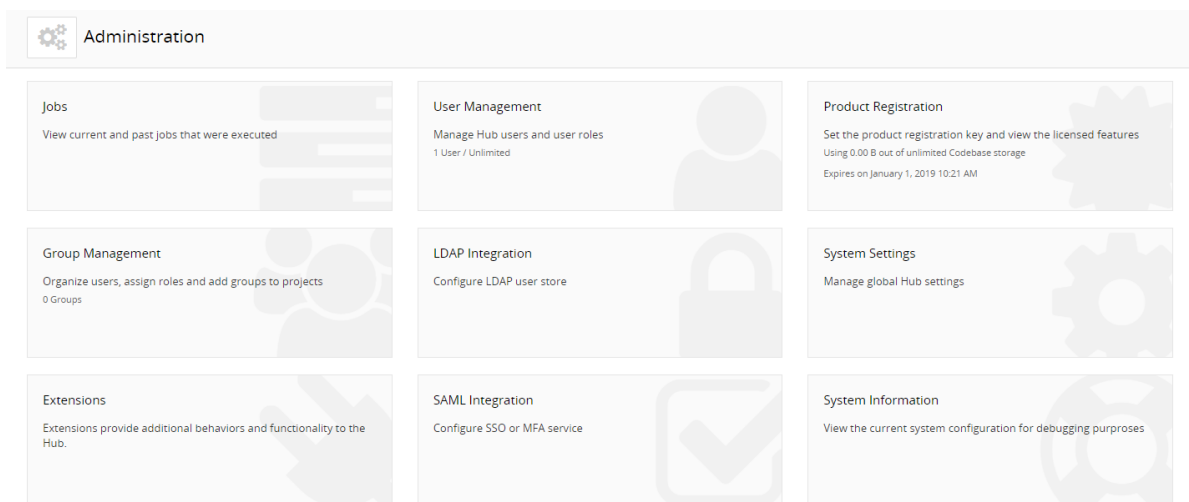 Administration
Jobs
View current and past jobs that were executed
User Management
Manage Hub users and user roles
1 User / Unlimited
Product Registration
Set the product registration key and view the licensed features
Using 0.00 B out of unlimited Codebase storage
Expires on January 1, 2019 10:21 AM
Group Management
Organize users, assign roles and add groups to projects
0 Groups
LDAP Integration
Configure LDAP user store
System Settings
Manage global Hub settings
Extensions
Extensions provide additional behaviors and functionality to the
Hub.
SAML Integration
Configure SSO or MFA service
System Information
View the current system configuration for debugging purproses